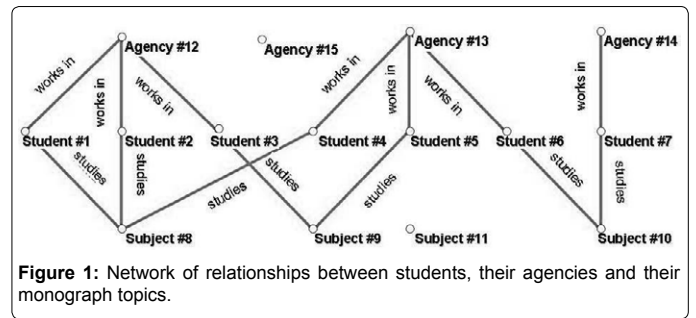 Agency #12
Agency #15
Agency #13
Agency #14
works in
works in
works in
works in
works in
works in
works in
Student #1
Student #2
Student #3
Student #4
Student #5
Student #6
Student #7
studies
studies
studies
studies
studies
studies
studies
Subject #8
Subject #9
Subject #11
Subject #10
Figure 1: Network of relationships between students, their agencies and their
monograph topics.